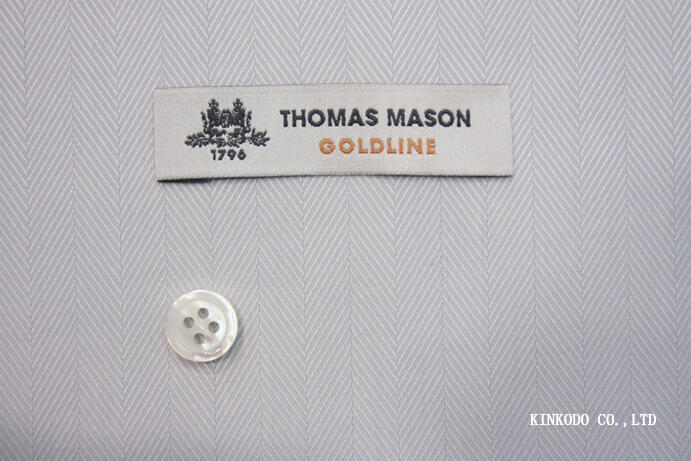 THOMAS MASON
GOLDLINE
1796
KINKODO CO.,LTD